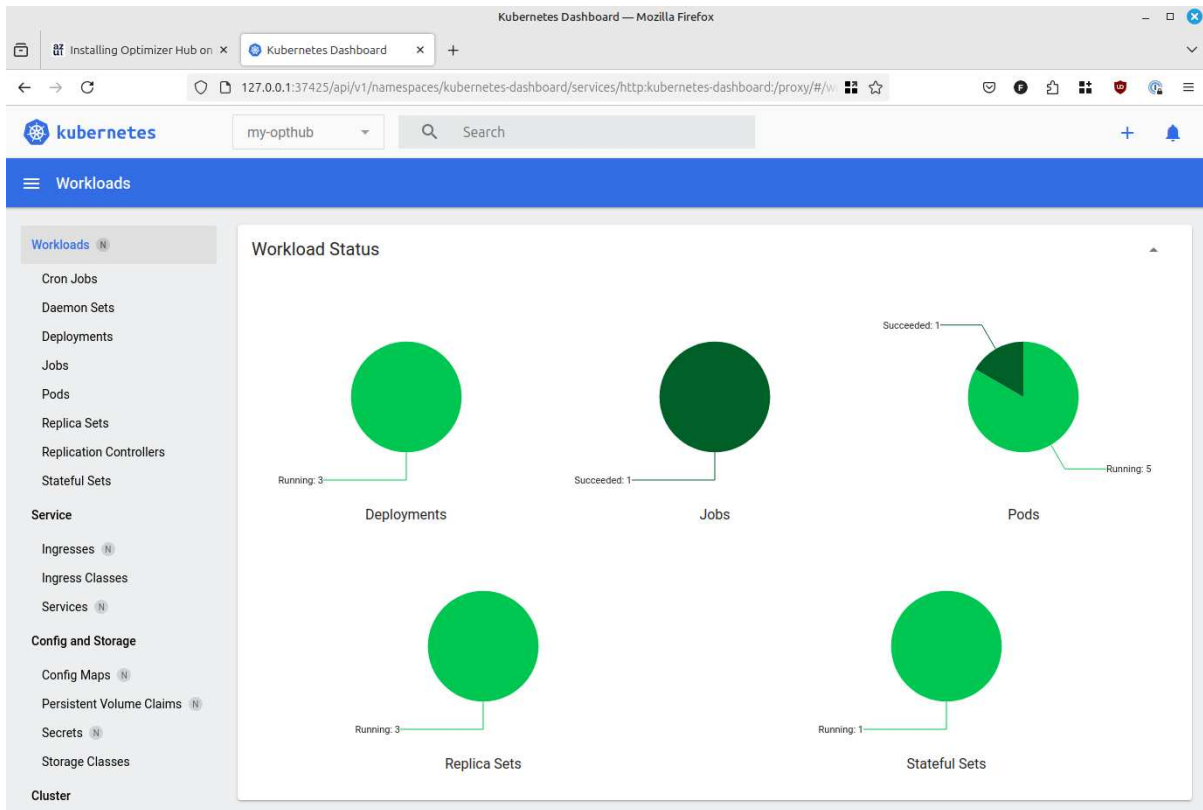 Kubernetes Dashboard — Mozilla Firefox
Installing Optimizer Hub on
Kubernetes Dashboard
127.0.0.1:37425/api/v1/namespaces/kubernetes-dashboard/services/http:kubernetes-dashboard:/proxy/#/w
kubernetes
my-opthub
Search
Workloads
Workloads N
Cron Jobs
Daemon Sets
Deployments
Jobs
Pods
Replica Sets
Replication Controllers
Stateful Sets
Service
Ingresses N
Ingress Classes
Services N
Config and Storage
Config Maps N
Persistent Volume Claims N
Secrets N
Storage Classes
Cluster
Workload Status
Running: 3
Deployments
Succeeded: 1
Jobs
Succeeded: 1
Running: 5
Pods
Running: 3
Replica Sets
Running: 1
Stateful Sets